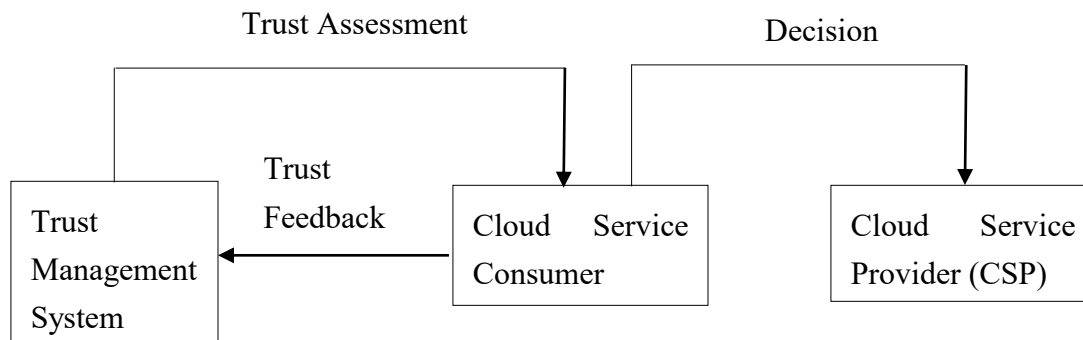 Trust Assessment
Decision
Trust
Feedback
Trust
Management
System
Cloud Service
Consumer
Cloud Service
Provider (CSP)